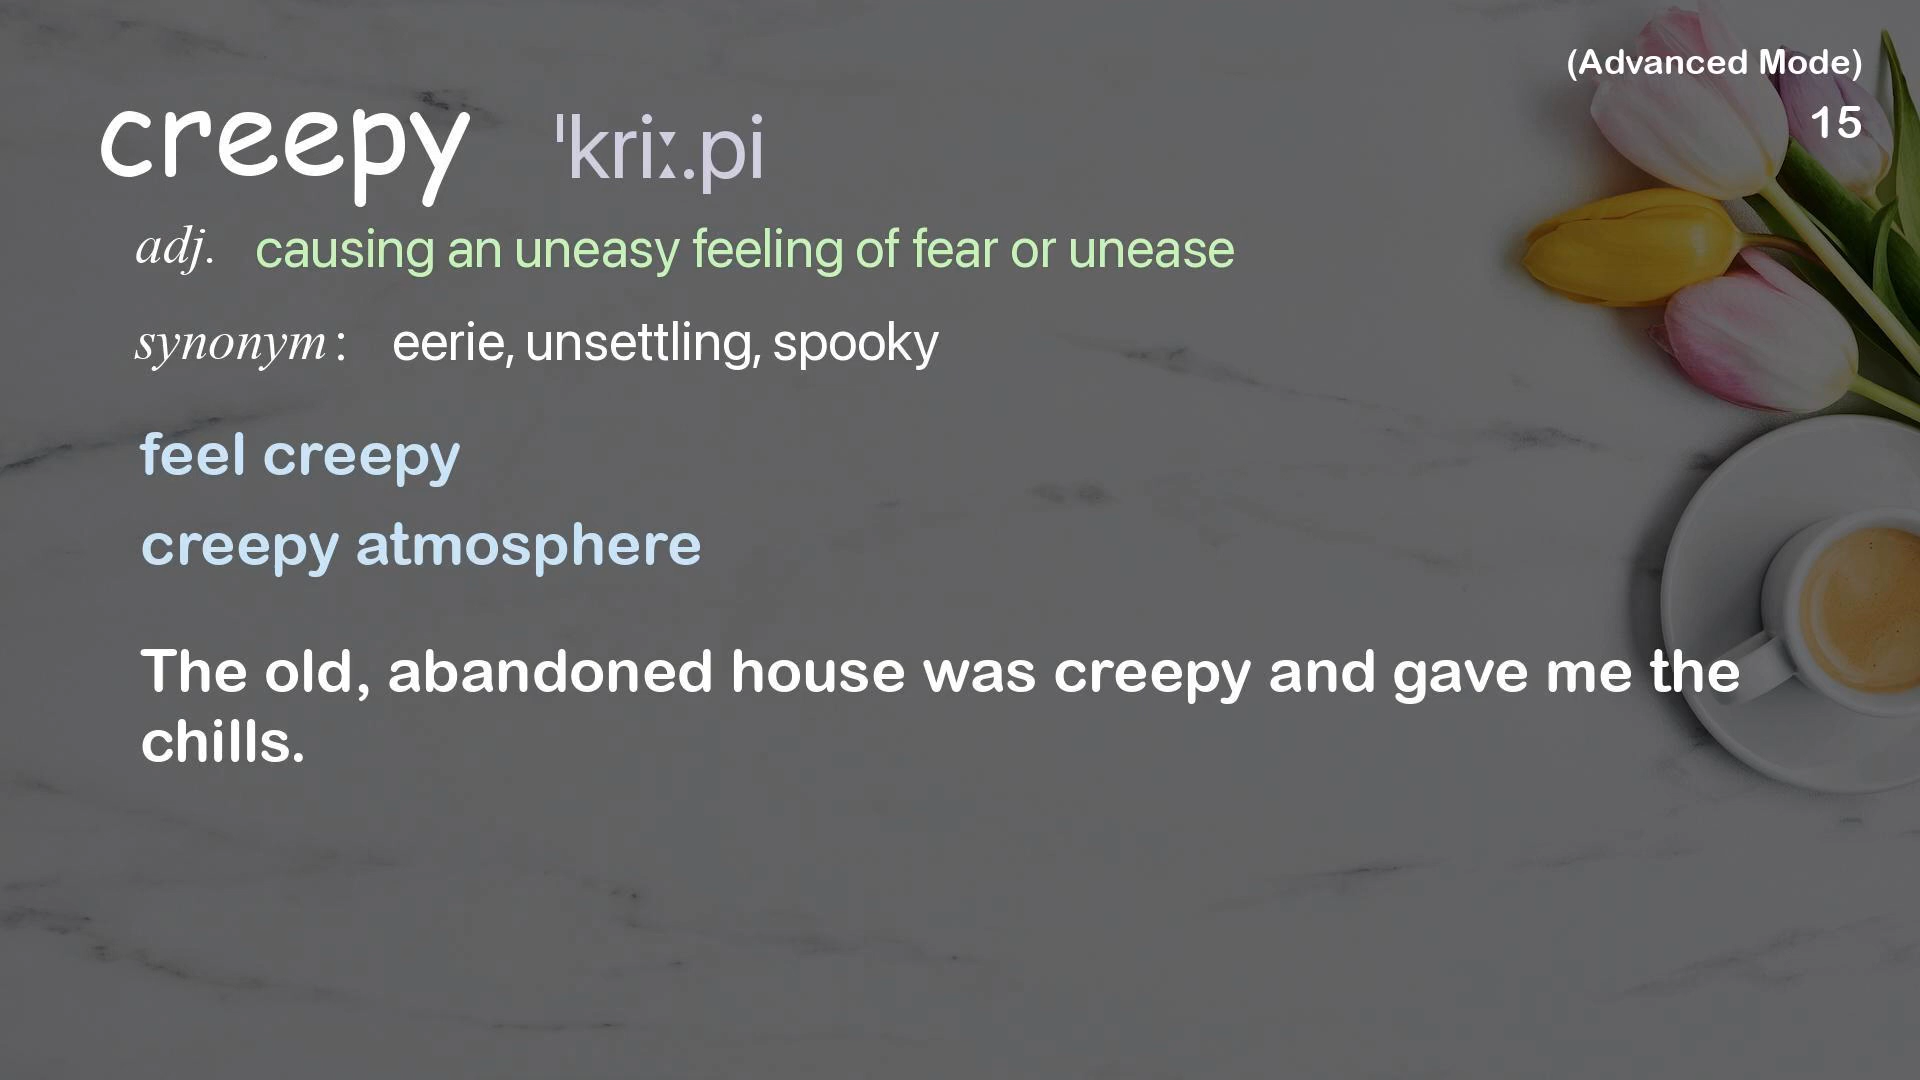 (Advanced Mode)
15
creepy ˈkriː.pi
adj. causing an uneasy feeling of fear or unease
synonym: eerie, unsettling, spooky
feel creepy
creepy atmosphere
The old, abandoned house was creepy and gave me the
chills.